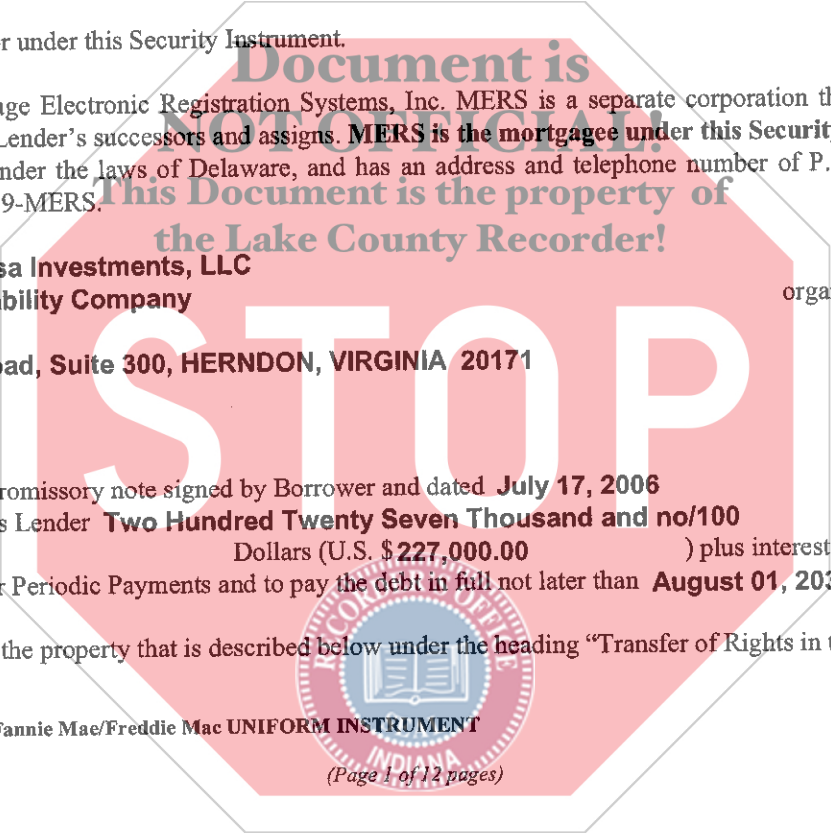 r under this Security Instrument.
Document is
age Electronic Registration Systems, Inc. MERS is a separate corporation th
NOT OFFICIAL!
Lender's successors and assigns. MERS is the mortgagee under this Security
nder the laws of Delaware, and has an address and telephone number of P.
This Document is the property of
9-MERS.
the Lake County Recorder!
sa Investments, LLC
bility Company
orga
STOP
oad, Suite 300, HERNDON, VIRGINIA 20171
romissory note signed by Borrower and dated July 17, 2006
s Lender Two Hundred Twenty Seven Thousand and no/100
Dollars (U.S. $227,000.00 ) plus interest
r Periodic Payments and to pay the debt in full not later than August 01, 203
RECORDER'S OFFICE
the property that is described below under the heading “Transfer of Rights in t
Fannie Mae/Freddie Mac UNIFORM INSTRUMENT
INDIANA
(Page 1 of 12 pages)